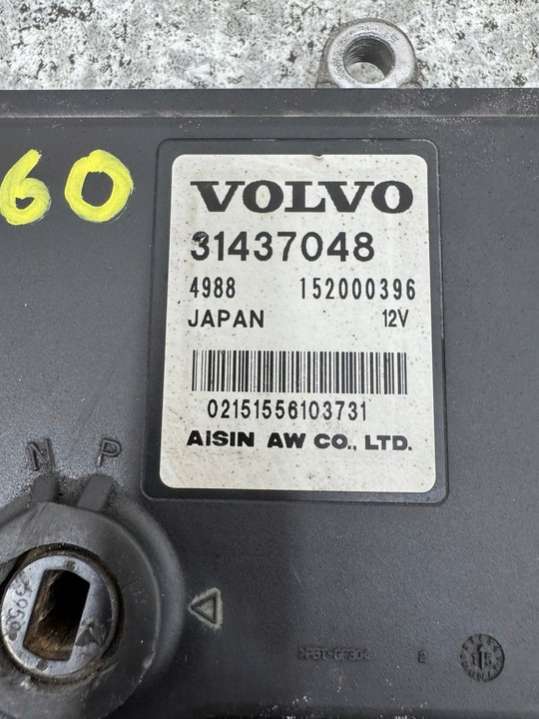 60
VOLVO
31437048
4988 152000396
JAPAN 12V
02151556103731
AISIN AW CO., LTD.
N P